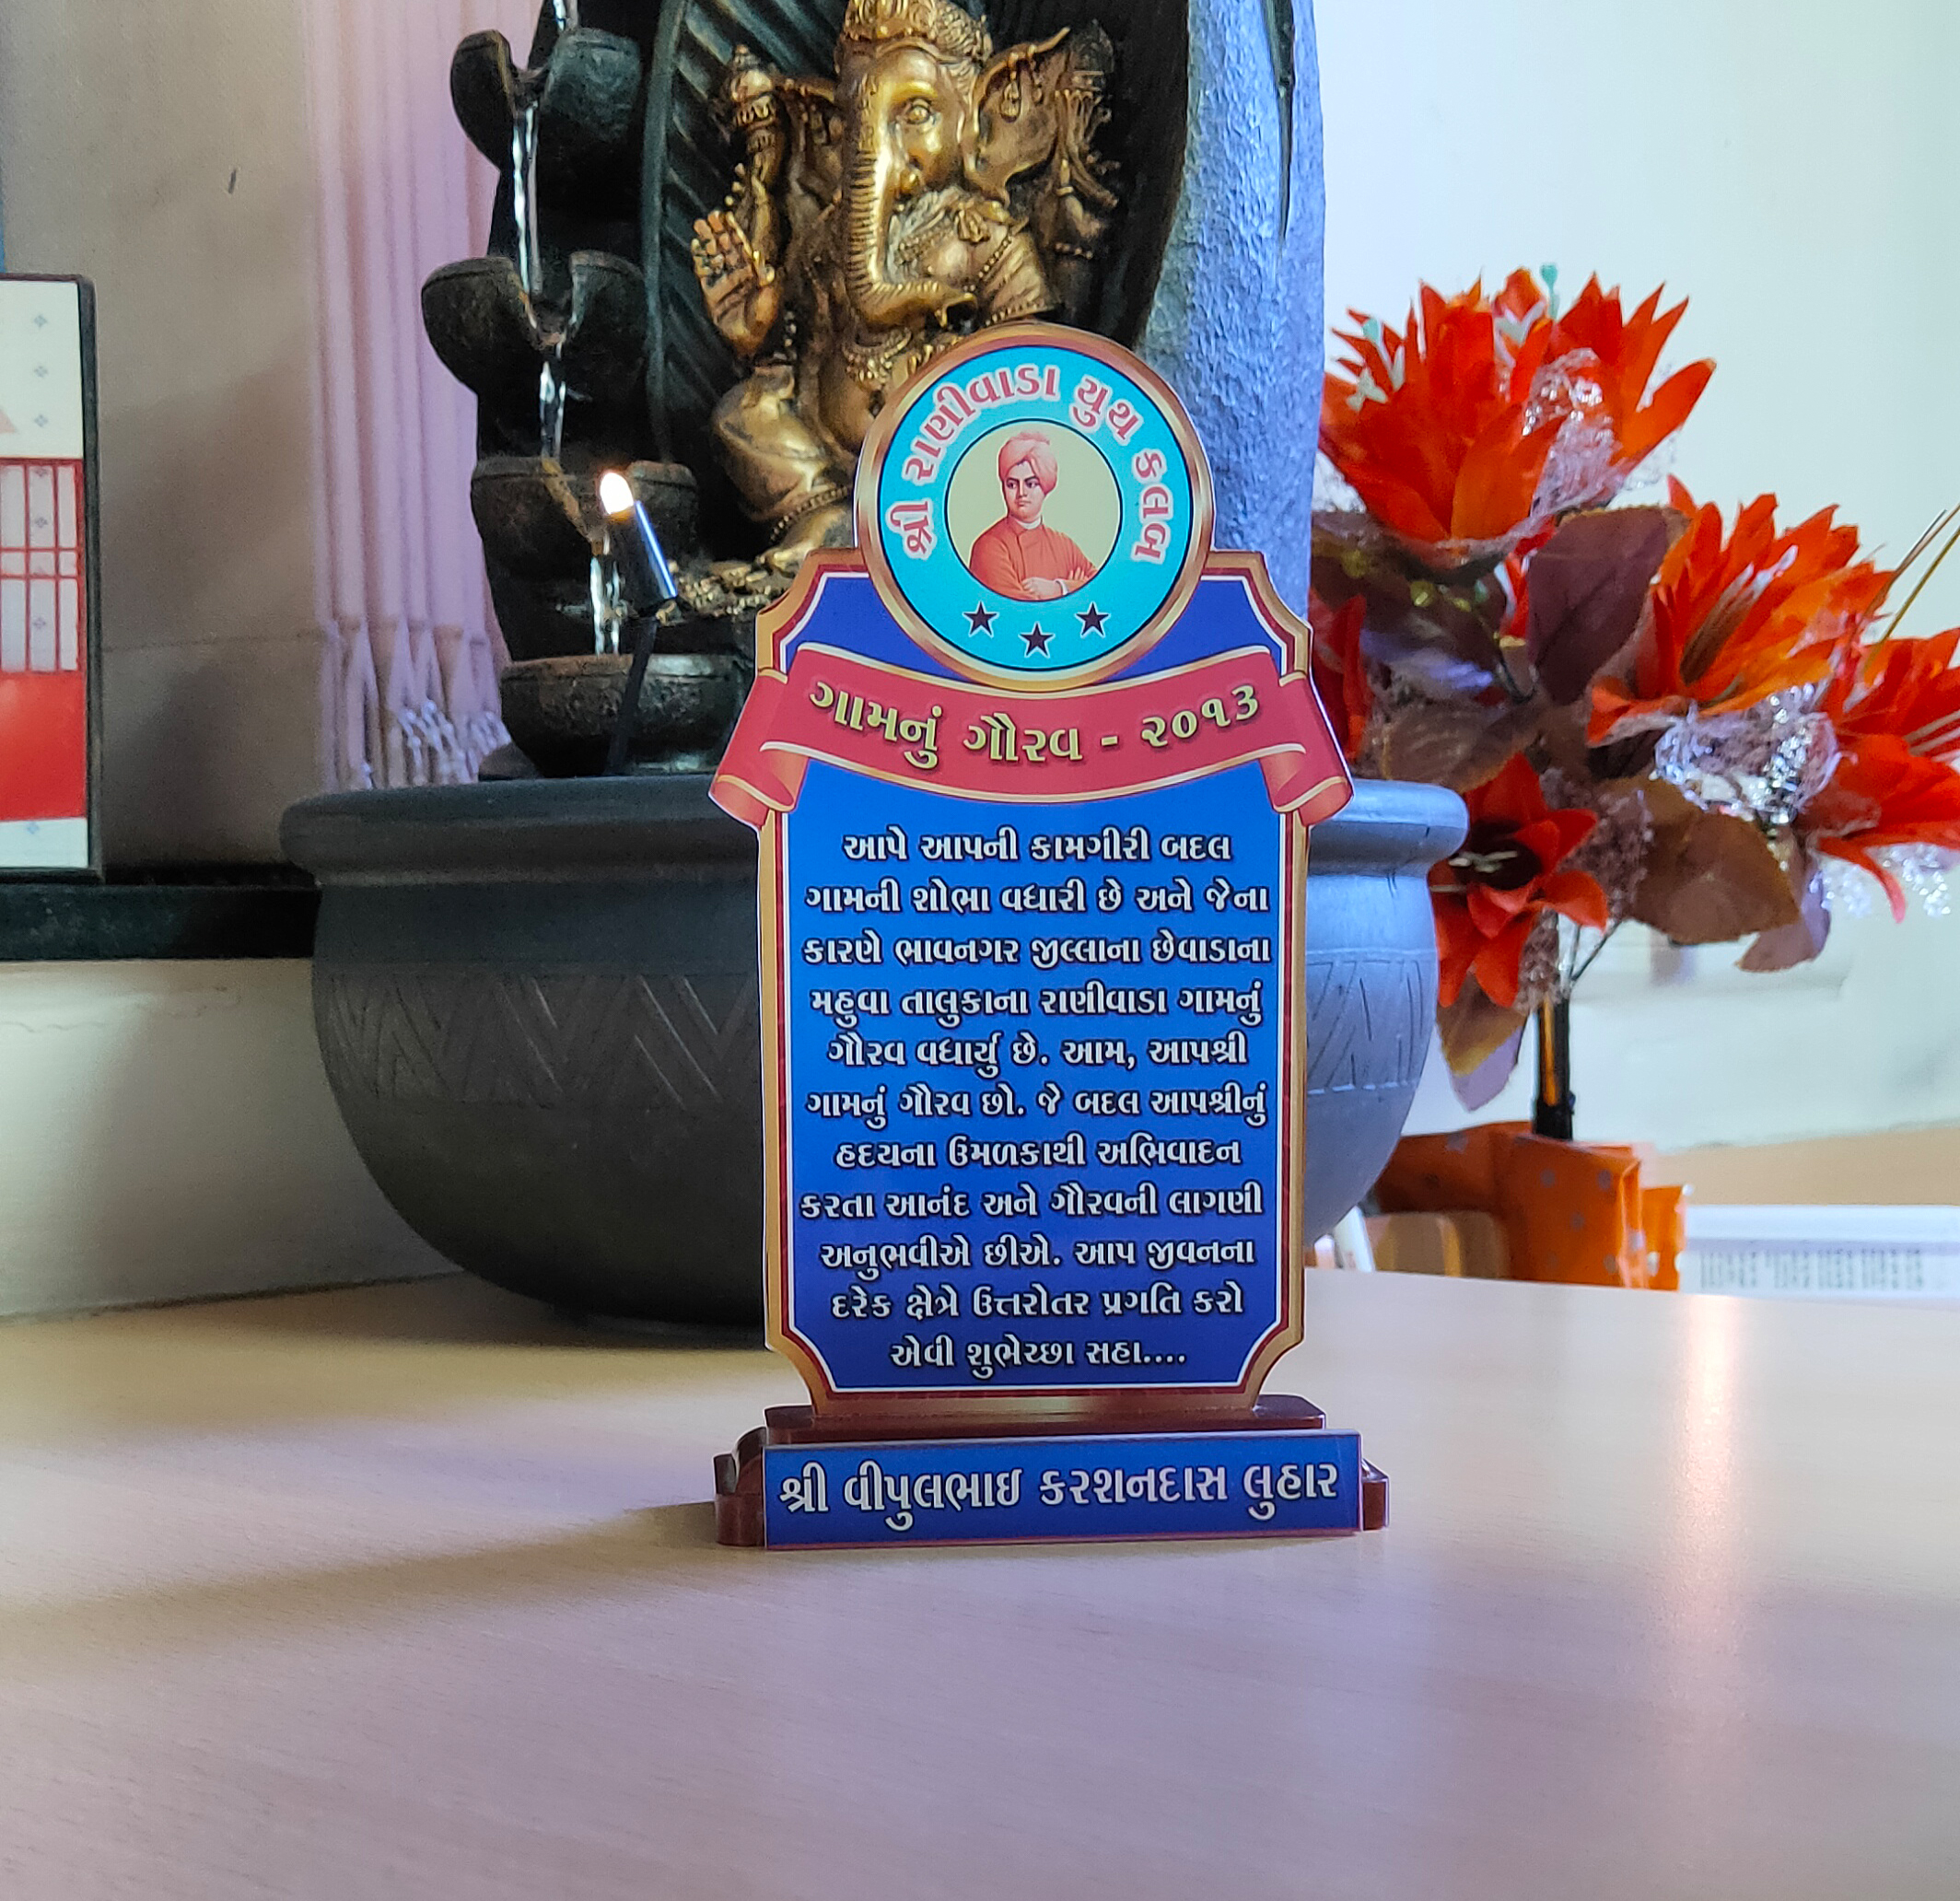 શ્રી રાણીવાડા યુથ કલબ
ગામનું ગૌરવ - ૨૦૧૩
આપે આપની કામગીરી બદલ
ગામની શોભા વધારી છે અને જેના
કારણે ભાવનગર જીલ્લાના છેવાડાના
મહુવા તાલુકાના રાણીવાડા ગામનું
ગૌરવ વધાર્યુ છે. આમ, આપશ્રી
ગામનું ગૌરવ છો. જે બદલ આપશ્રીનું
હદયના ઉમળકાથી અભિવાદન
કરતા આનંદ અને ગૌરવની લાગણી
અનુભવીએ છીએ. આપ જીવનના
દરેક ક્ષેત્રે ઉત્તરોતર પ્રગતિ કરો
એવી શુભેચ્છા સહા....
શ્રી વીપુલભાઇ કરશનદાસ લુહાર